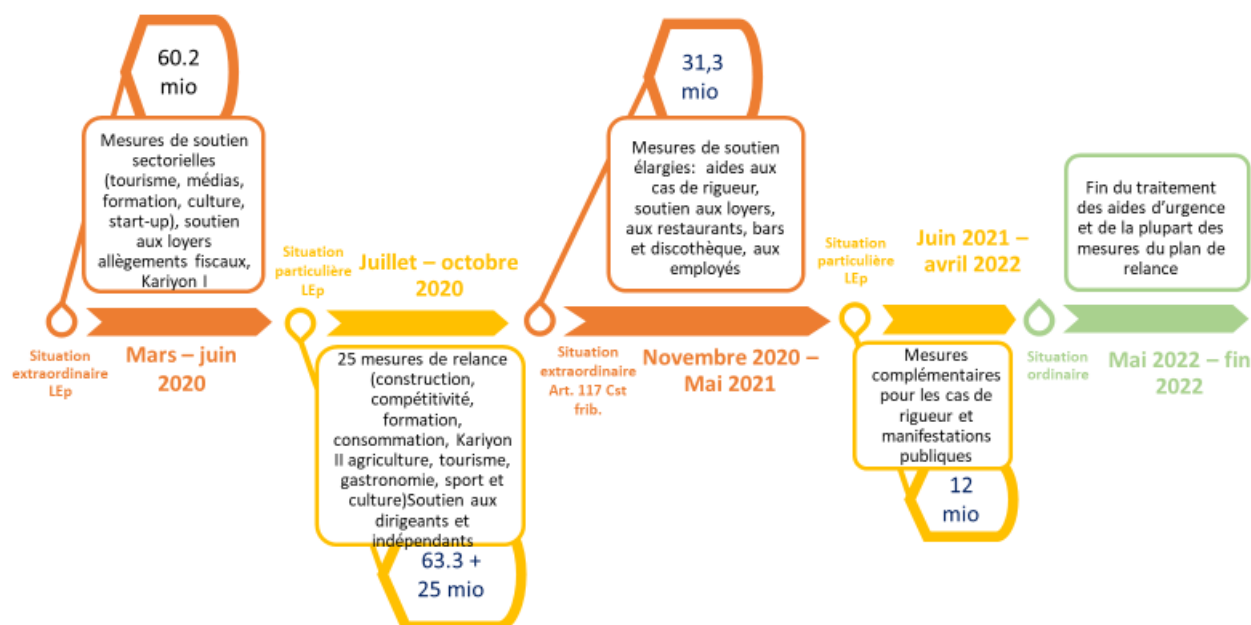 60.2
mio
Mesures de soutien
sectorielles
(tourisme, médias,
formation, culture,
start-up), soutien
aux loyers
allègements fiscaux,
Kariyon I
Situation
extraordinaire
LEp
Mars – juin
2020
Situation
particulière
LEp
Juillet – octobre
2020
25 mesures de relance
(construction,
compétitivité,
formation,
consommation, Kariyon
II agriculture, tourisme,
gastronomie, sport et
culture)Soutien aux
dirigeants et
indépendants
63.3 +
25 mio
31,3
mio
Mesures de soutien
élargies: aides aux
cas de rigueur,
soutien aux loyers,
aux restaurants, bars
et discothèque, aux
employés
Situation
extraordinaire
Art. 117 Cst
frib.
Novembre 2020 –
Mai 2021
Situation
particulière
LEp
Juin 2021 –
avril 2022
Mesures
complémentaires
pour les cas de
rigueur et
manifestations
publiques
12
mio
Fin du traitement
des aides d’urgence
et de la plupart des
mesures du plan de
relance
Situation
ordinaire
Mai 2022 – fin
2022